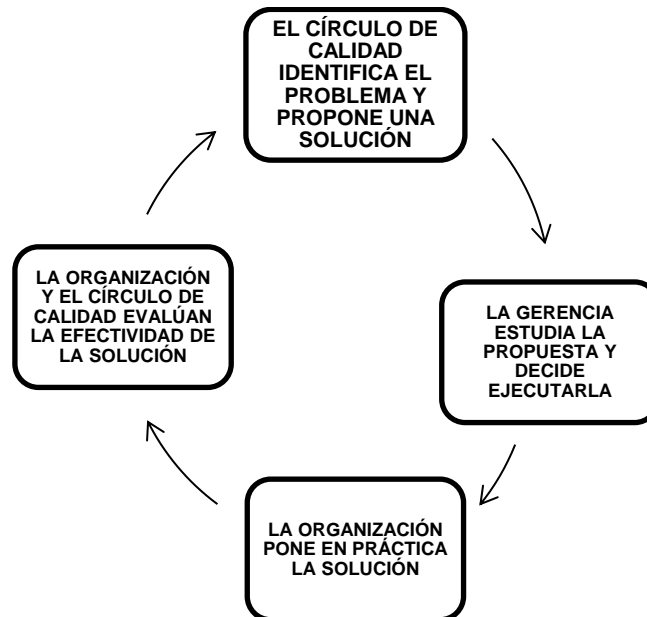 EL CÍRCULO DE
CALIDAD
IDENTIFICA EL
PROBLEMA Y
PROPONE UNA
SOLUCIÓN
LA GERENCIA
ESTUDIA LA
PROPUESTA Y
DECIDE
EJECUTARLA
LA ORGANIZACIÓN
PONE EN PRÁCTICA
LA SOLUCIÓN
LA ORGANIZACIÓN
Y EL CÍRCULO DE
CALIDAD EVALÚAN
LA EFECTIVIDAD DE
LA SOLUCIÓN